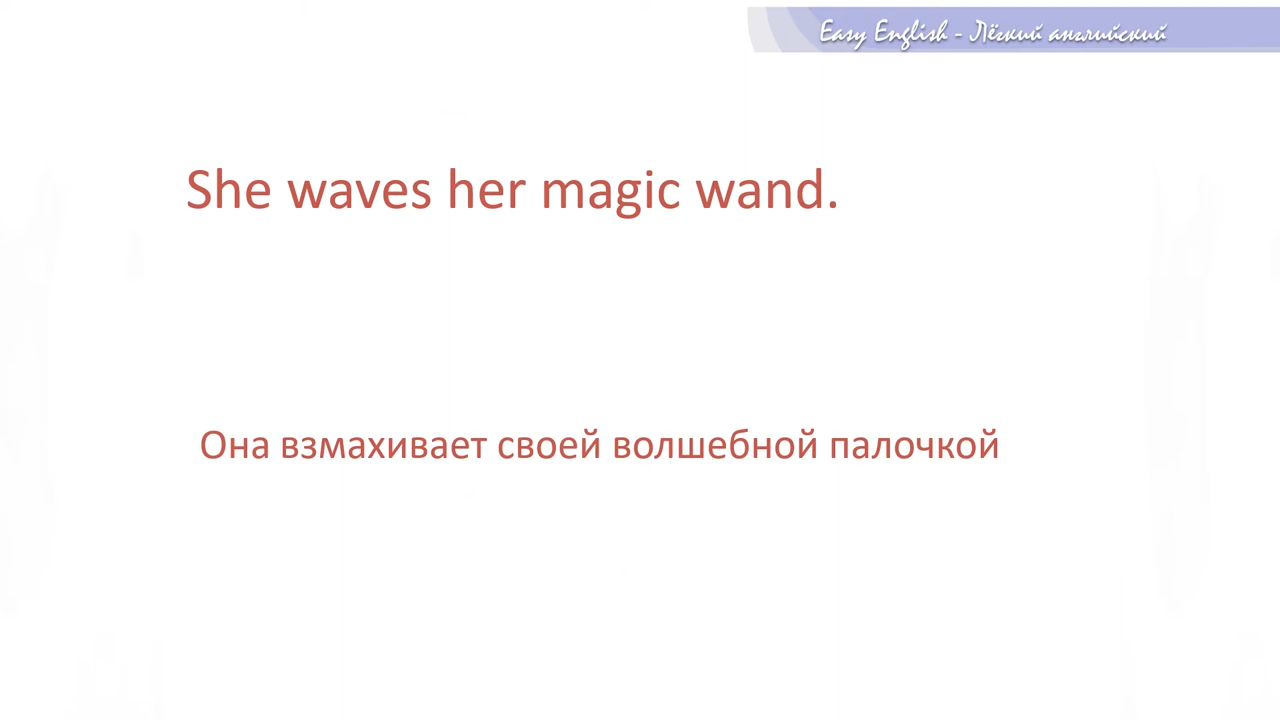 Easy English - Лёгкий английский
She waves her magic wand.
Она взмахивает своей волшебной палочкой